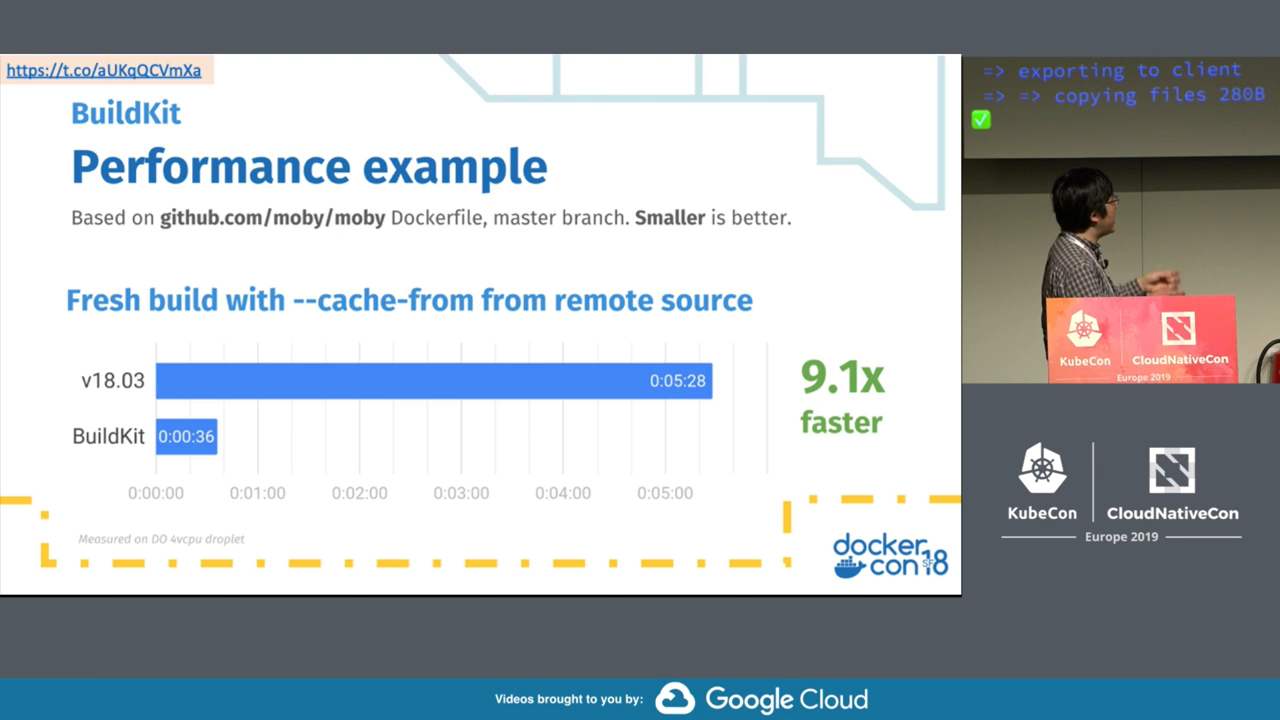 https://t.co/aUKqQCVmXa
BuildKit
Performance example
Based on github.com/moby/moby Dockerfile, master branch. Smaller is better.
Fresh build with --cache-from from remote source
v18.03
0:05:28
BuildKit
0:00:36
9.1x
faster
0:00:00 0:01:00 0:02:00 0:03:00 0:04:00 0:05:00
Measured on DO 4vcpu droplet
docker
con SF 18
=> exporting to client
=> => copying files 280B
KubeCon
CloudNativeCon
Europe 2019
KubeCon
CloudNativeCon
Europe 2019
Videos brought to you by:
Google Cloud